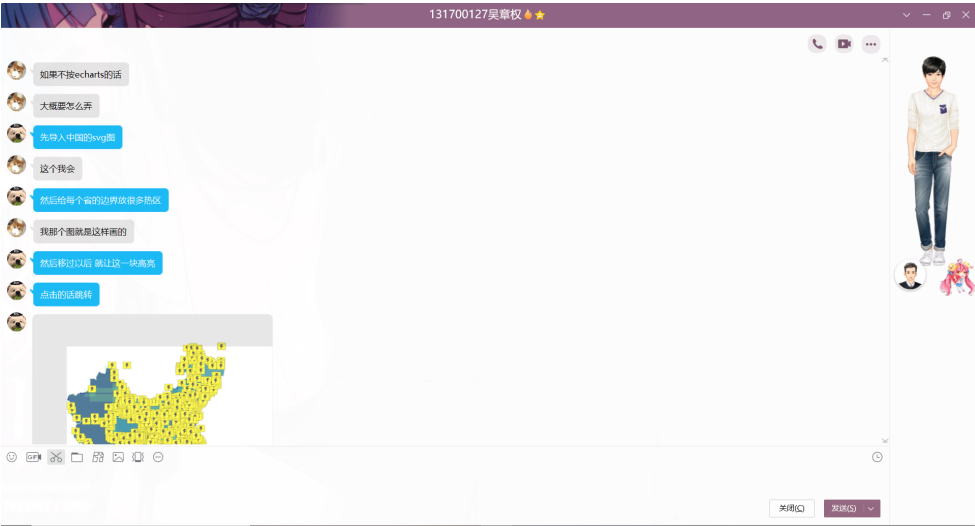 131700127吴章权
如果不按echarts的话
大概要怎么弄
先导入中国的svg图
这个我会
然后给每个省的边界放很多热区
我那个图就是这样画的
然后移过以后 就让这一块高亮
点击的话跳转
GIF
关闭(C)
发送(S)